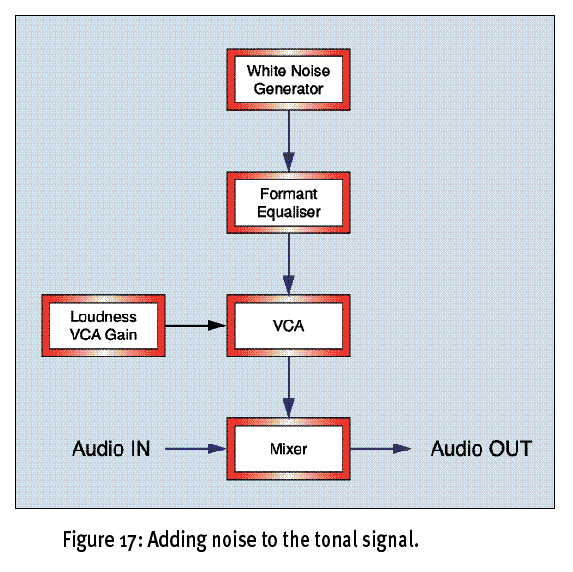 White Noise
Generator
Formant
Equaliser
Loudness
VCA Gain
VCA
Audio IN
Mixer
Audio OUT
Figure 17: Adding noise to the tonal signal.